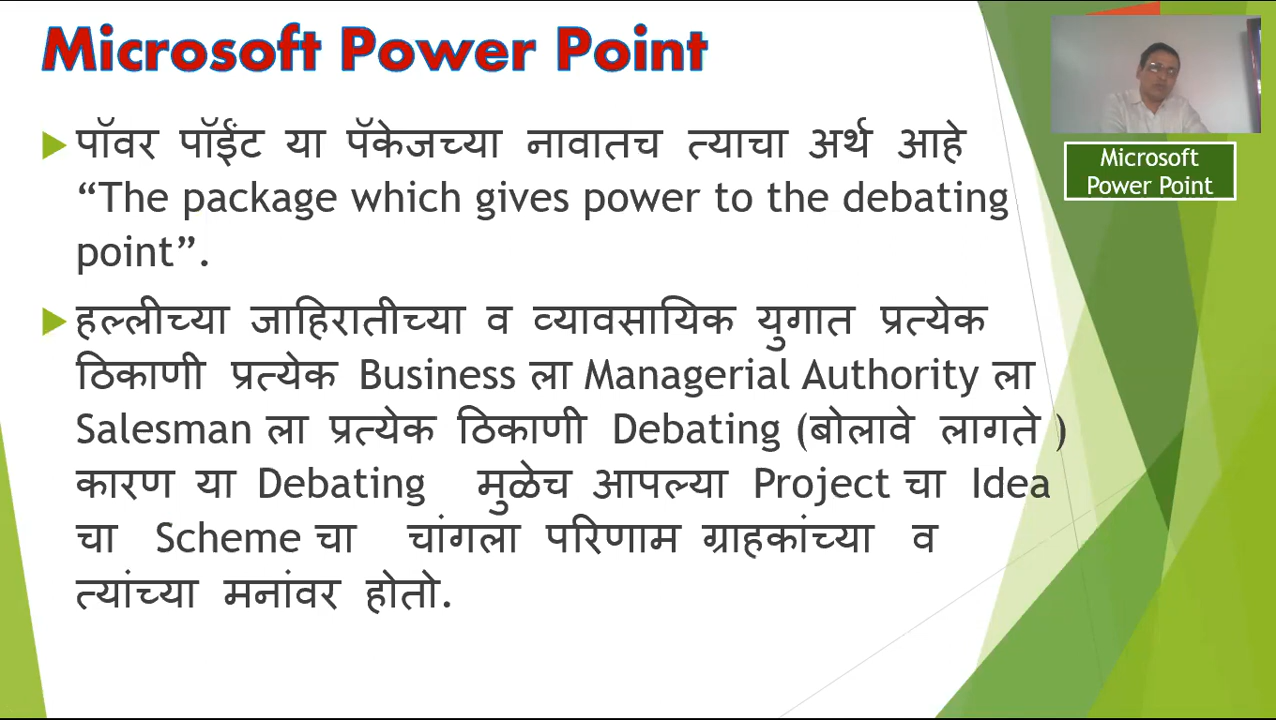 Microsoft Power Point
पॉवर पॉईंट या पॅकेजच्या नावातच त्याचा अर्थ आहे
“The package which gives power to the debating
point”.
हल्लीच्या जाहिरातीच्या व व्यावसायिक युगात प्रत्येक
ठिकाणी प्रत्येक Business ला Managerial Authority ला
Salesman ला प्रत्येक ठिकाणी Debating (बोलावे लागते )
कारण या Debating मुळेच आपल्या Project चा Idea
चा Scheme चा चांगला परिणाम ग्राहकांच्या व
त्यांच्या मनांवर होतो.
Microsoft
Power Point